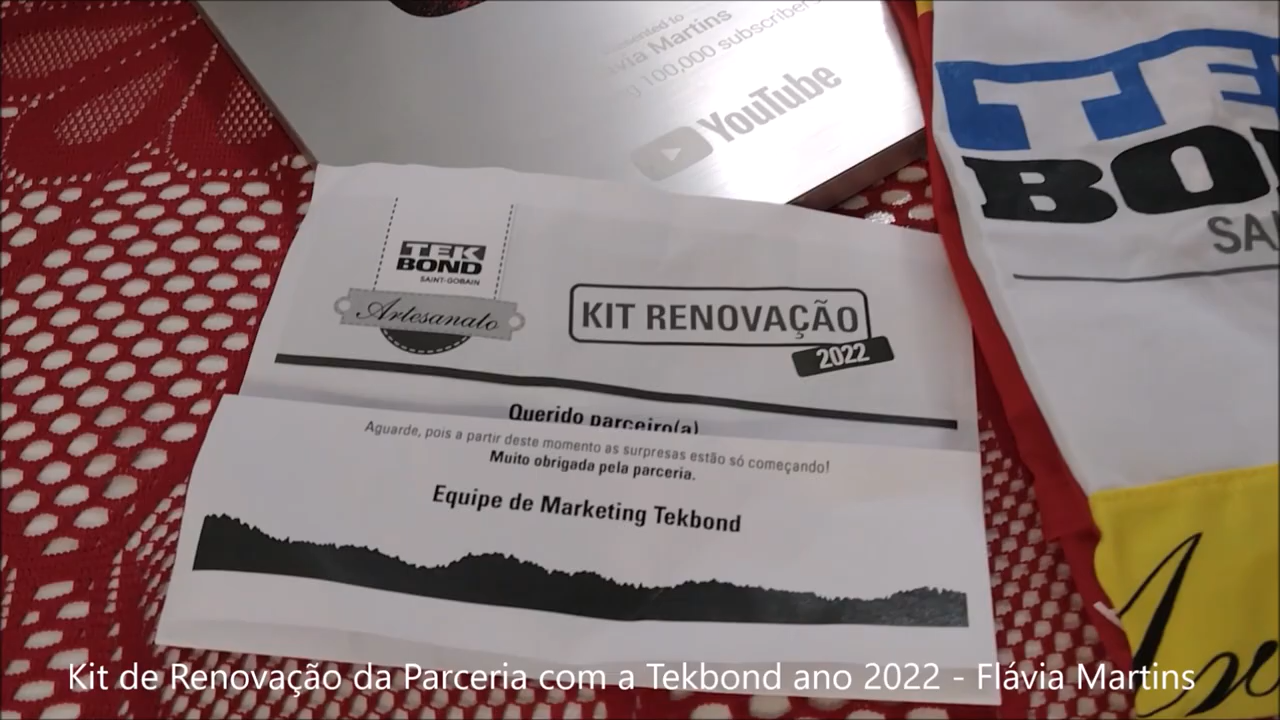 Martins
100,000 subscriber
YouTube
TEK
BOND
SAINT-GOBAIN
Artesanato
KIT RENOVAÇÃO
2022
Querido parceiro(a)
Aguarde, pois a partir deste momento as surpresas estão só começando!
Muito obrigada pela parceria.
Equipe de Marketing Tekbond
TE
BO
SA
Kit de Renovação da Parceria com a Tekbond ano 2022 - Flávia Martins